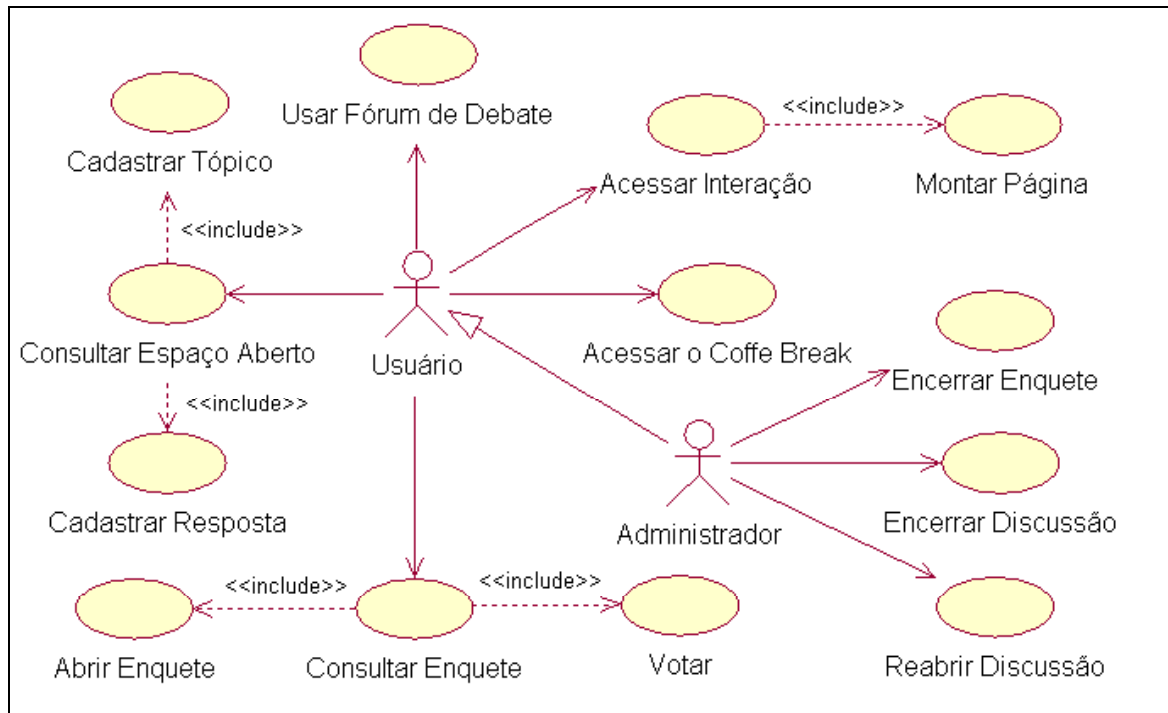 Usar Fórum de Debate
<<include>>
Cadastrar Tópico
Acessar Interação
Montar Página
<<include>>
Consultar Espaço Aberto
Usuário
Acessar o Coffe Break
Encerrar Enquete
<<include>>
Cadastrar Resposta
Administrador
Encerrar Discussão
<<include>>
<<include>>
Abrir Enquete
Consultar Enquete
Votar
Reabrir Discussão